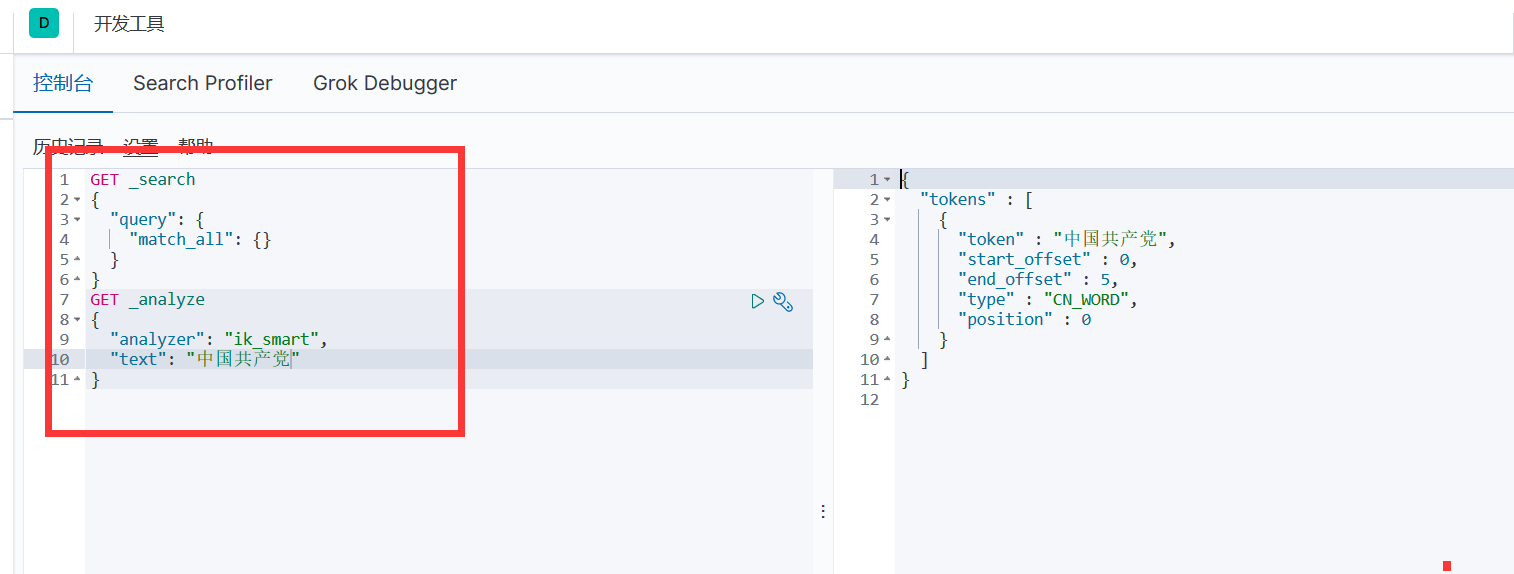 D 开发工具
控制台 Search Profiler Grok Debugger
历史记录 设置 帮助
1 GET _search
2 {
3 "query": {
4 "match_all": {}
5 }
6 }
7 GET _analyze
8 {
9 "analyzer": "ik_smart",
10 "text": "中国共产党"
11 }
1 {
2 "tokens" : [
3 {
4 "token" : "中国共产党",
5 "start_offset" : 0,
6 "end_offset" : 5,
7 "type" : "CN_WORD",
8 "position" : 0
9 }
10 ]
11 }
12